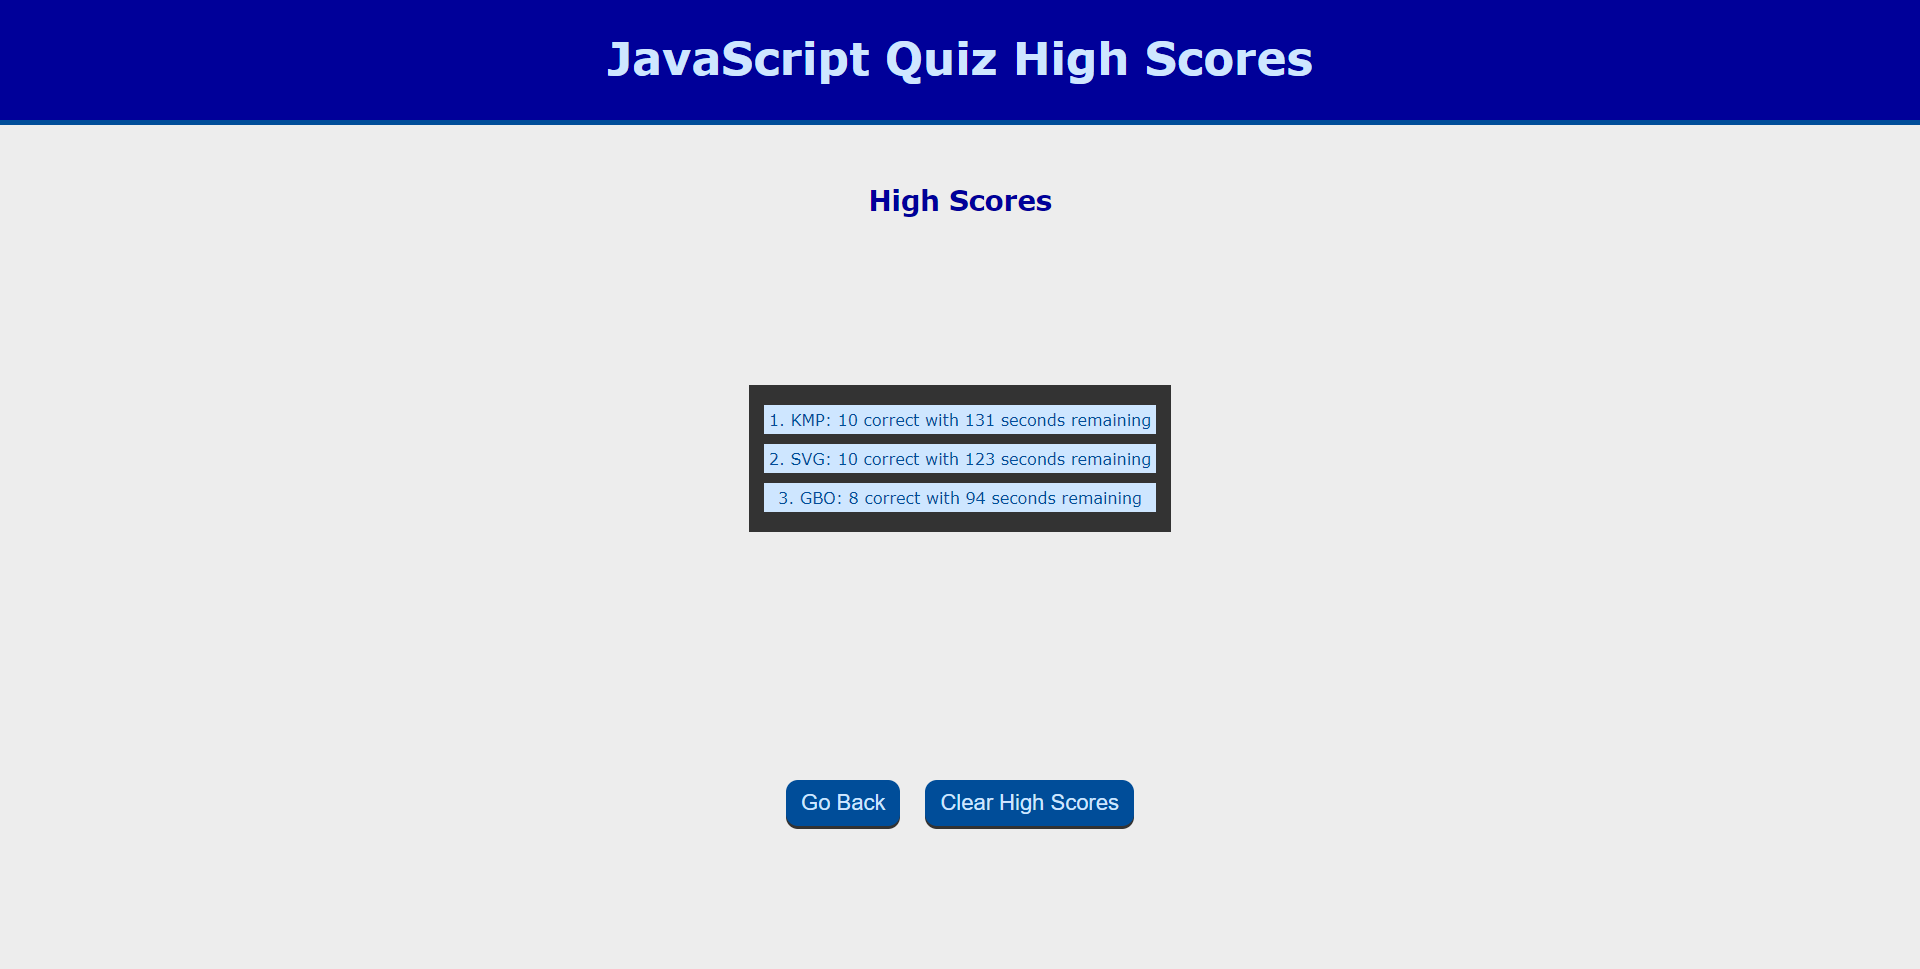 JavaScript Quiz High Scores
High Scores
1. KMP: 10 correct with 131 seconds remaining
2. SVG: 10 correct with 123 seconds remaining
3. GBO: 8 correct with 94 seconds remaining
Go Back
Clear High Scores